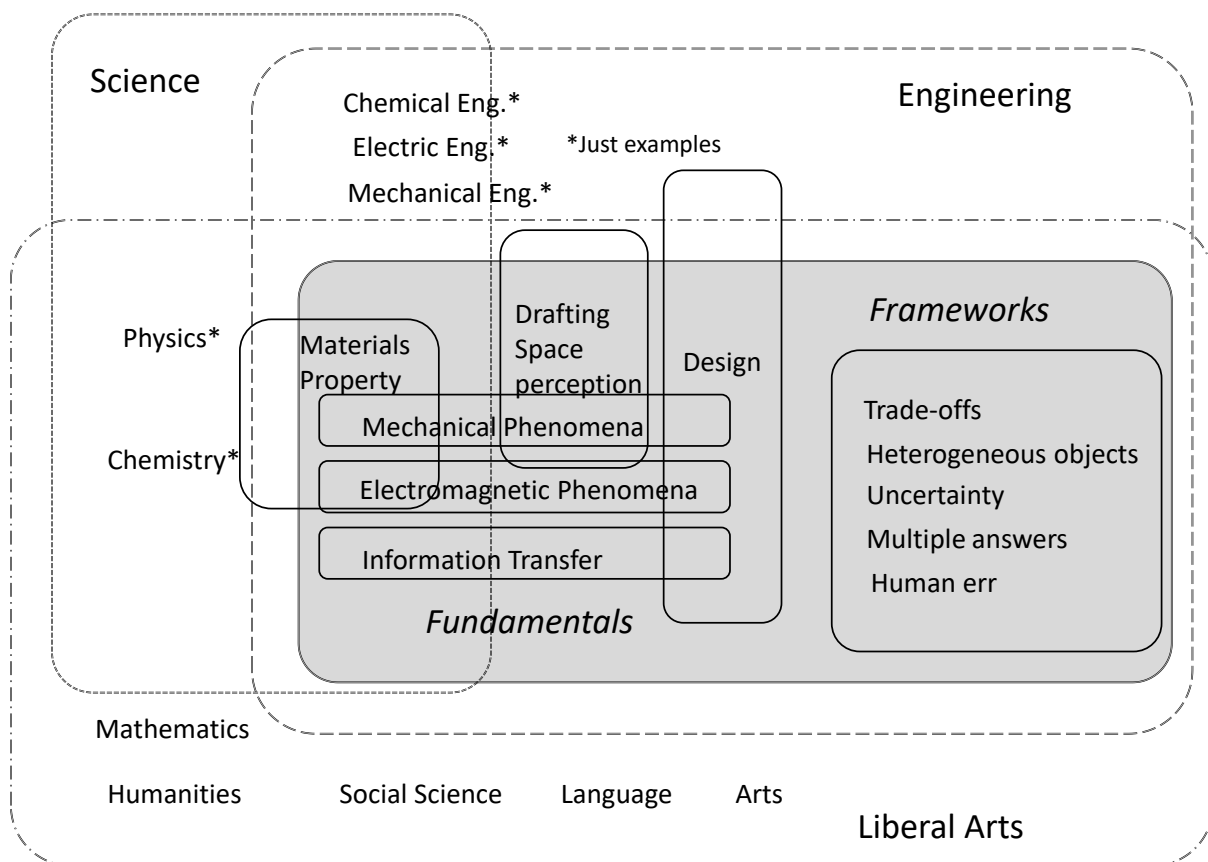 Science
Engineering
Chemical Eng.*
Electric Eng.*
*Just examples
Mechanical Eng.*
Physics*
Chemistry*
Materials
Property
Drafting
Space
perception
Design
Frameworks
Mechanical Phenomena
Electromagnetic Phenomena
Information Transfer
Fundamentals
Trade-offs
Heterogeneous objects
Uncertainty
Multiple answers
Human err
Mathematics
Humanities
Social Science
Language
Arts
Liberal Arts